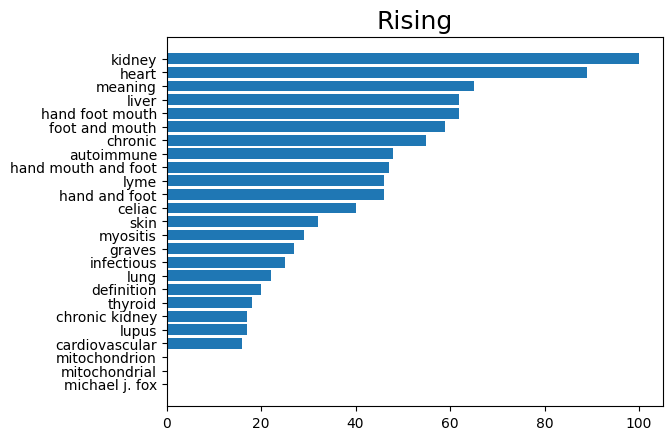 Rising
kidney
heart
meaning
liver
hand foot mouth
foot and mouth
chronic
autoimmune
hand mouth and foot
lyme
hand and foot
celiac
skin
myositis
graves
infectious
lung
definition
thyroid
chronic kidney
lupus
cardiovascular
mitochondrion
mitochondrial
michael j. fox
0 20 40 60 80 100